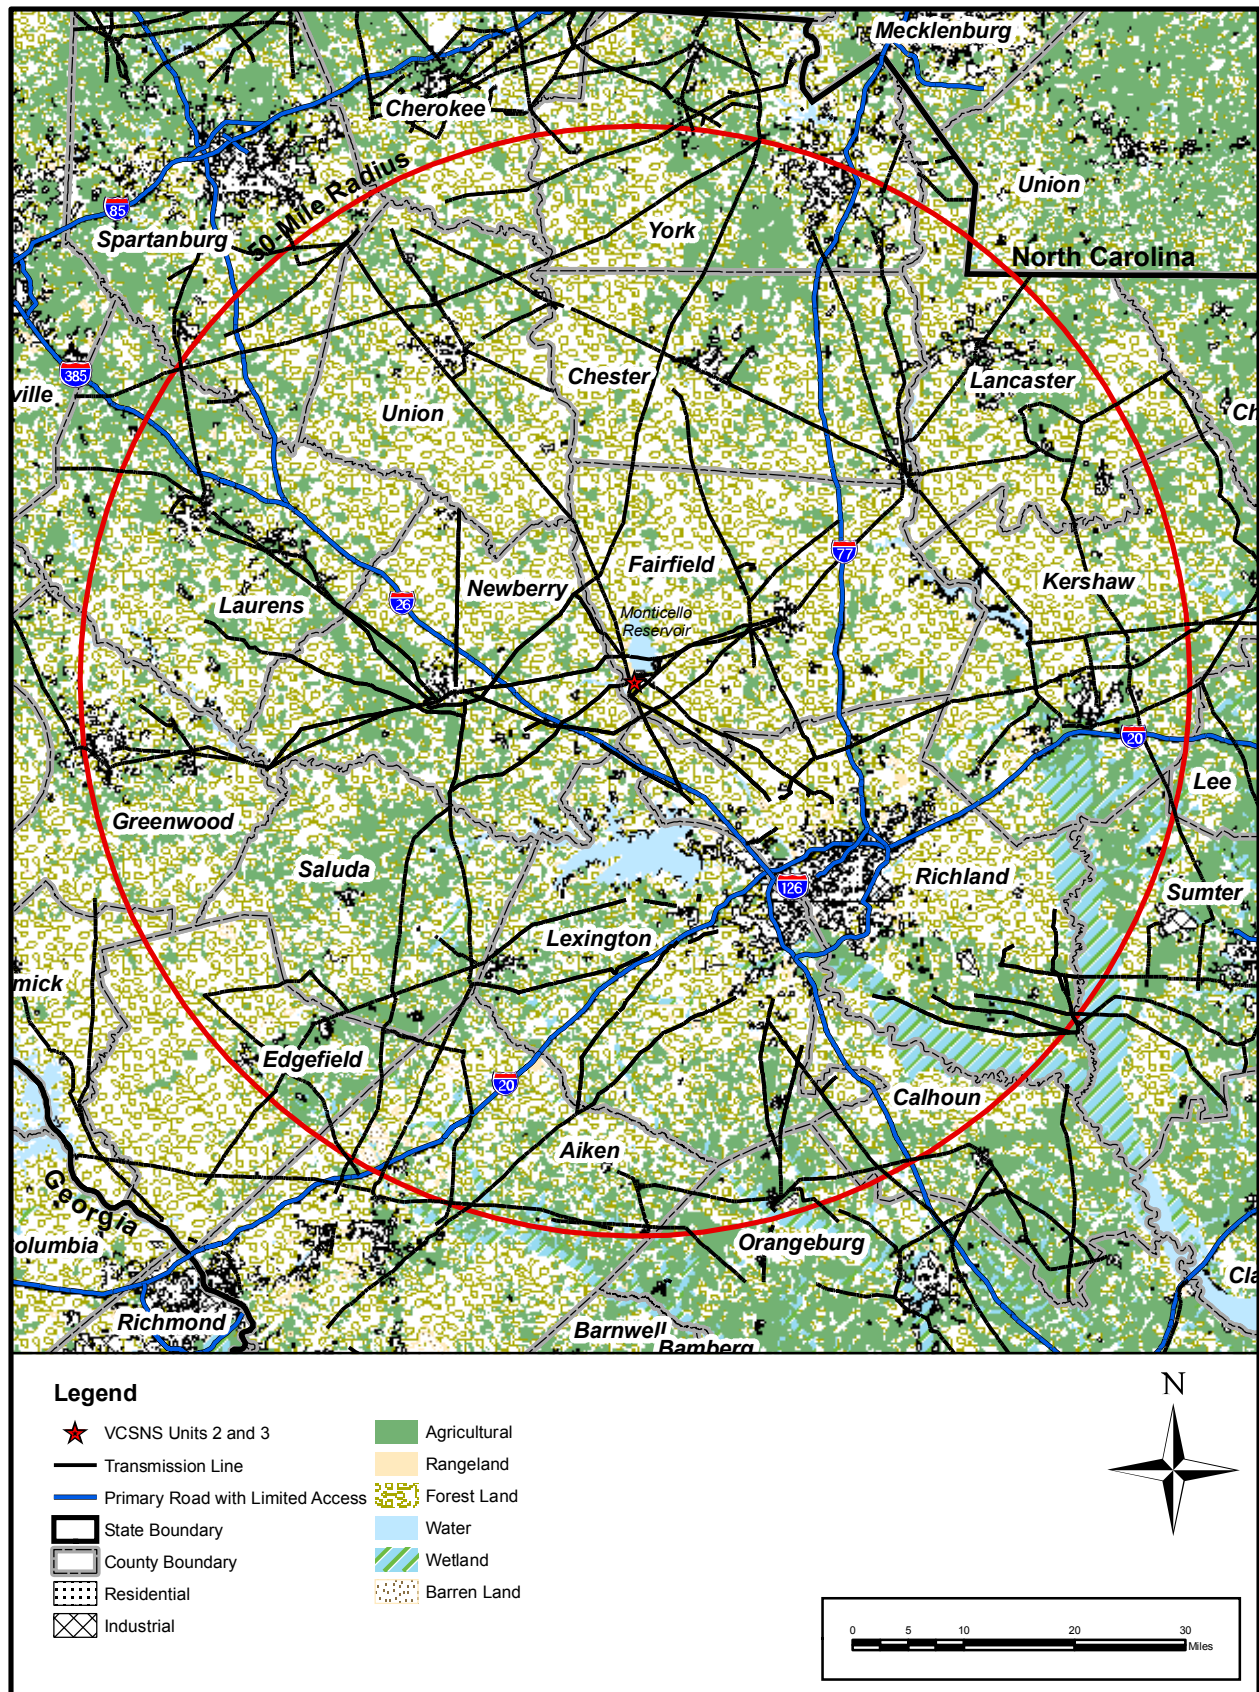 Mecklenburg
Cherokee
50 Mile Radius
Union
85
York
Spartanburg
North Carolina
385
Chester
Lancaster
ville
Union
Ch
77
Fairfield
Newberry
Kershaw
26
Laurens
Monticello
Reservoir
20
Lee
Greenwood
Saluda
126
Richland
Sumter
Lexington
mick
Edgefield
20
Calhoun
Aiken
Georgia
olumbia
Orangeburg
Cla
Richmond
Barnwell
Bamberg
Legend
VCSNS Units 2 and 3
Transmission Line
Primary Road with Limited Access
State Boundary
County Boundary
Residential
Industrial
Agricultural
Rangeland
Forest Land
Water
Wetland
Barren Land
N
0 5 10 20 30
Miles